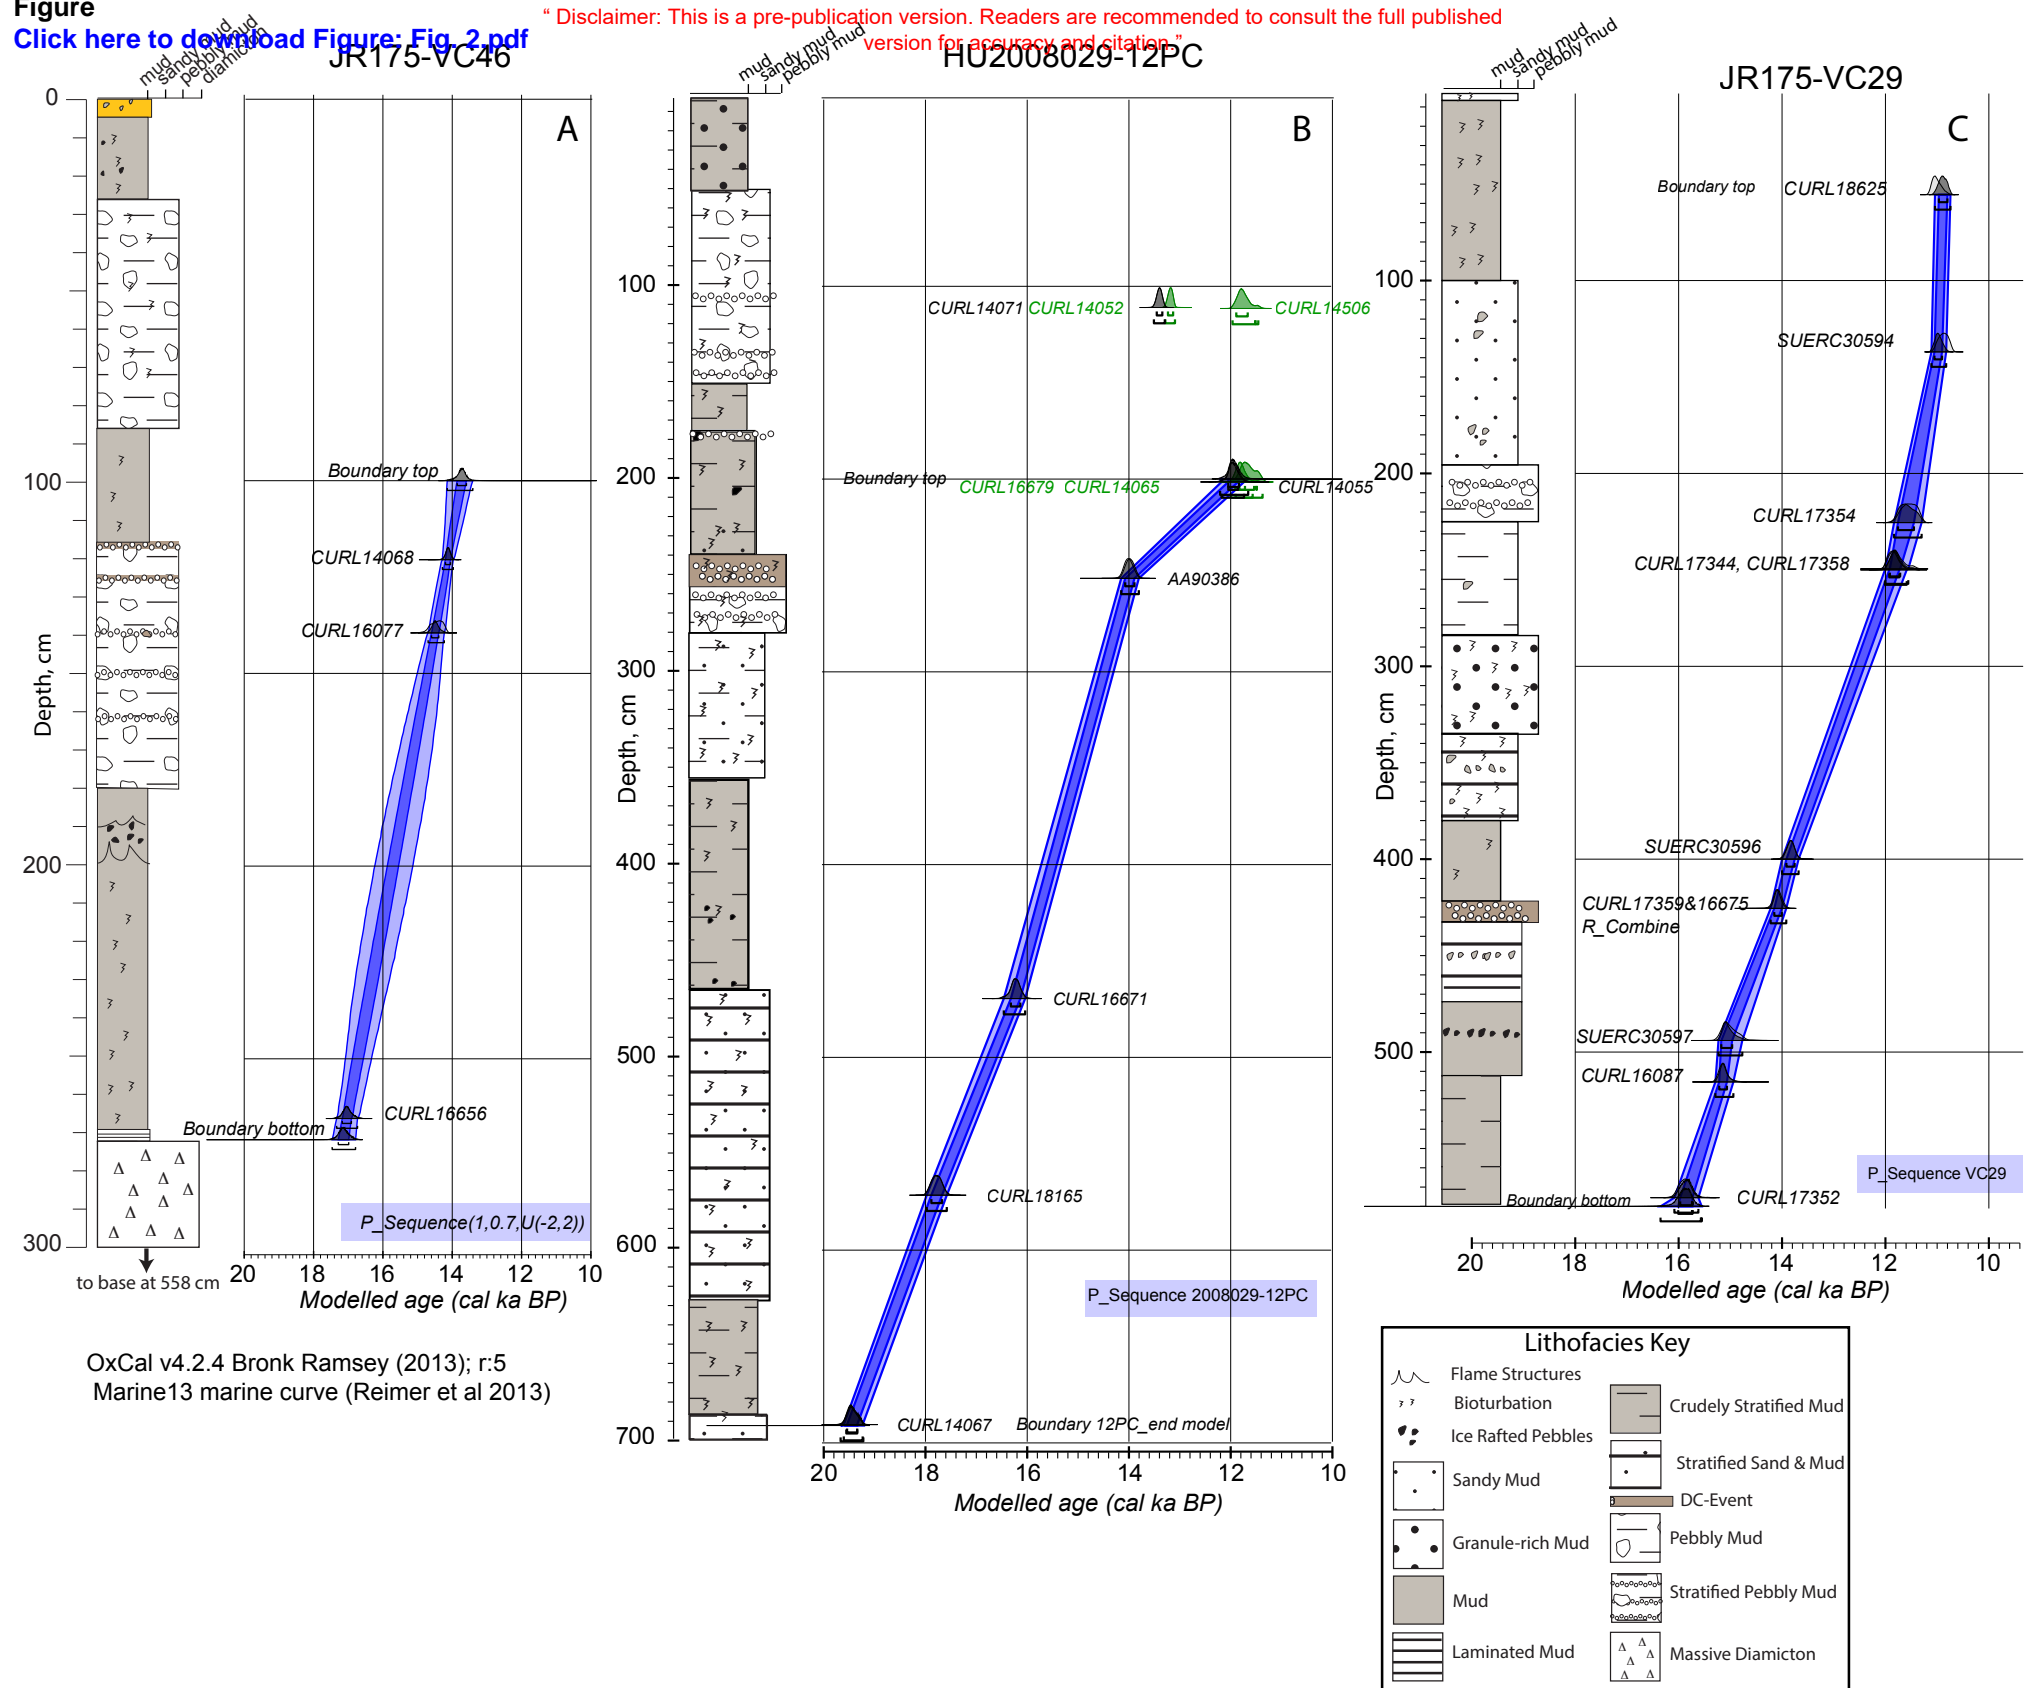 Figure
Click here to download Figure: Fig. 2.pdf
“ Disclaimer: This is a pre-publication version. Readers are recommended to consult the full published
version for accuracy and citation.”
JR175-VC46
mud
sandy mud
pebbly mud
diamicton
A
0
100
200
300
Depth, cm
Boundary top
CURL14068
CURL16077
CURL16656
Boundary bottom
P_Sequence(1,0.7,U(-2,2))
to base at 558 cm
20 18 16 14 12 10
Modelled age (cal ka BP)
OxCal v4.2.4 Bronk Ramsey (2013); r:5
Marine13 marine curve (Reimer et al 2013)
HU2008029-12PC
mud
sandy mud
pebbly mud
B
100
200
300
400
500
600
700
Depth, cm
CURL14071 CURL14052 CURL14506
Boundary top CURL16679 CURL14065 CURL14055
AA90386
CURL16671
CURL18165
P_Sequence 2008029-12PC
CURL14067 Boundary 12PC_end model
20 18 16 14 12 10
Modelled age (cal ka BP)
JR175-VC29
mud
sandy mud
pebbly mud
C
100
200
300
400
500
Depth, cm
Boundary top CURL18625
SUERC30594
CURL17354
CURL17344, CURL17358
SUERC30596
CURL17359&16675
R_Combine
SUERC30597
CURL16087
P_Sequence VC29
Boundary bottom CURL17352
20 18 16 14 12 10
Modelled age (cal ka BP)
Lithofacies Key
Flame Structures
Bioturbation
Ice Rafted Pebbles
Sandy Mud
Granule-rich Mud
Mud
Laminated Mud
Crudely Stratified Mud
Stratified Sand & Mud
DC-Event
Pebbly Mud
Stratified Pebbly Mud
Massive Diamicton